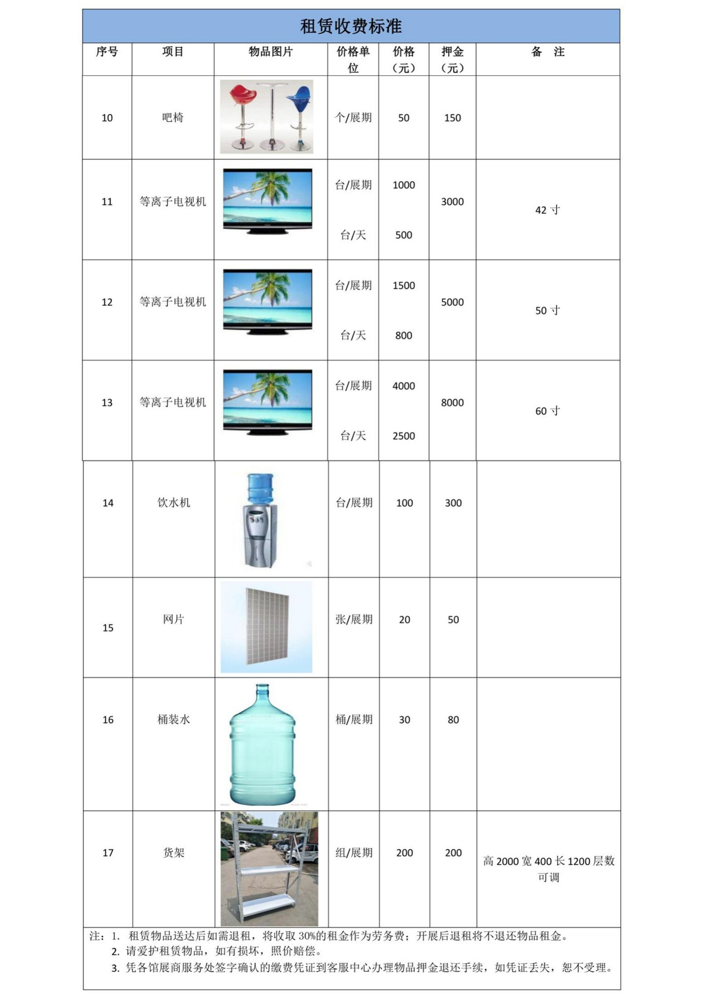 租赁收费标准
序号 项目 物品图片 价格单位 价格（元） 押金（元） 备 注
10 吧椅 个/展期 50 150
11 等离子电视机 台/展期 1000 3000 42 寸
台/天 500
12 等离子电视机 台/展期 1500 5000 50 寸
台/天 800
13 等离子电视机 台/展期 4000 8000 60 寸
台/天 2500
14 饮水机 台/展期 100 300
15 网片 张/展期 20 50
16 桶装水 桶/展期 30 80
17 货架 组/展期 200 200 高 2000 宽 400 长 1200 层数
可调
注：1. 租赁物品送达后如需退租，将收取 30%的租金作为劳务费；开展后退租将不退还物品租金。
2. 请爱护租赁物品，如有损坏，照价赔偿。
3. 凭各馆展商服务处签字确认的缴费凭证到客服中心办理物品押金退还手续，如凭证丢失，恕不受理。